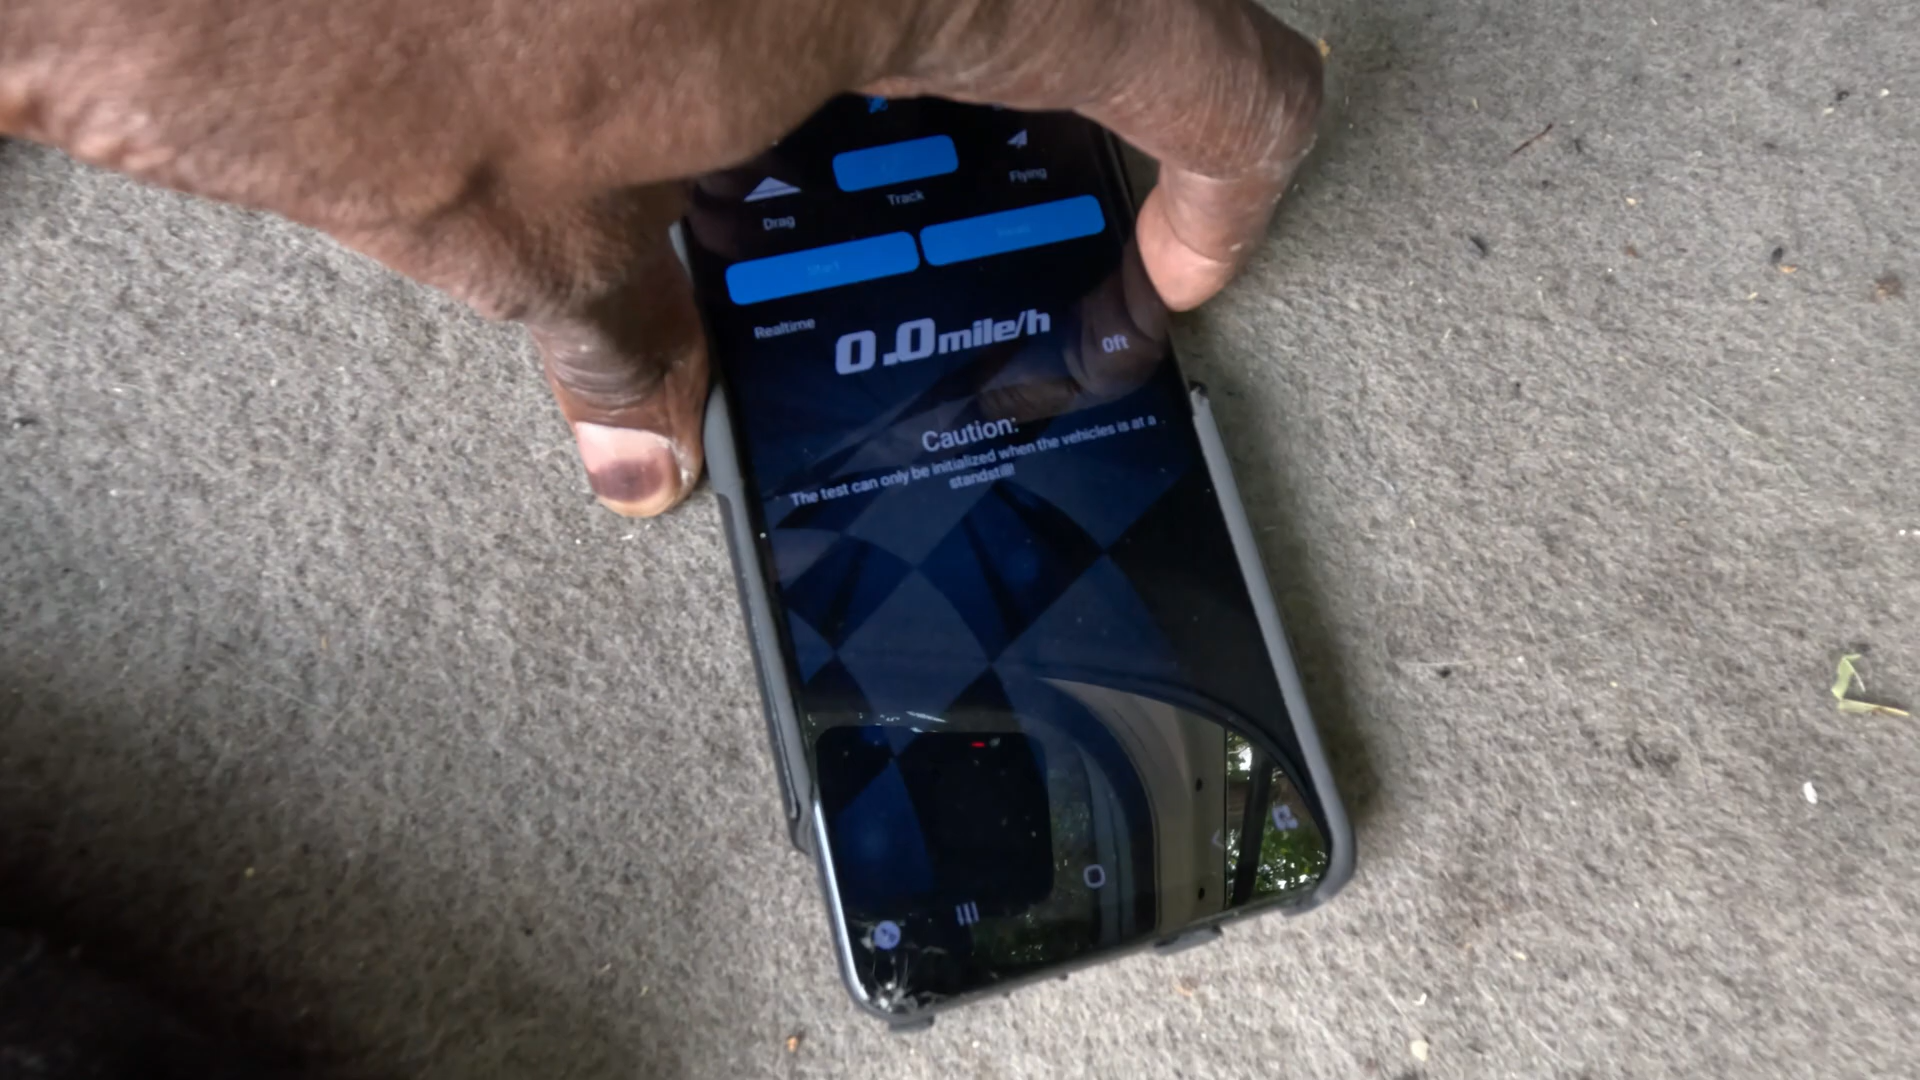 Flying
Track
Drag
Start
Realtime
0.0mile/h
0ft
Caution:
The test can only be initialized when the vehicles is at a
standstill!